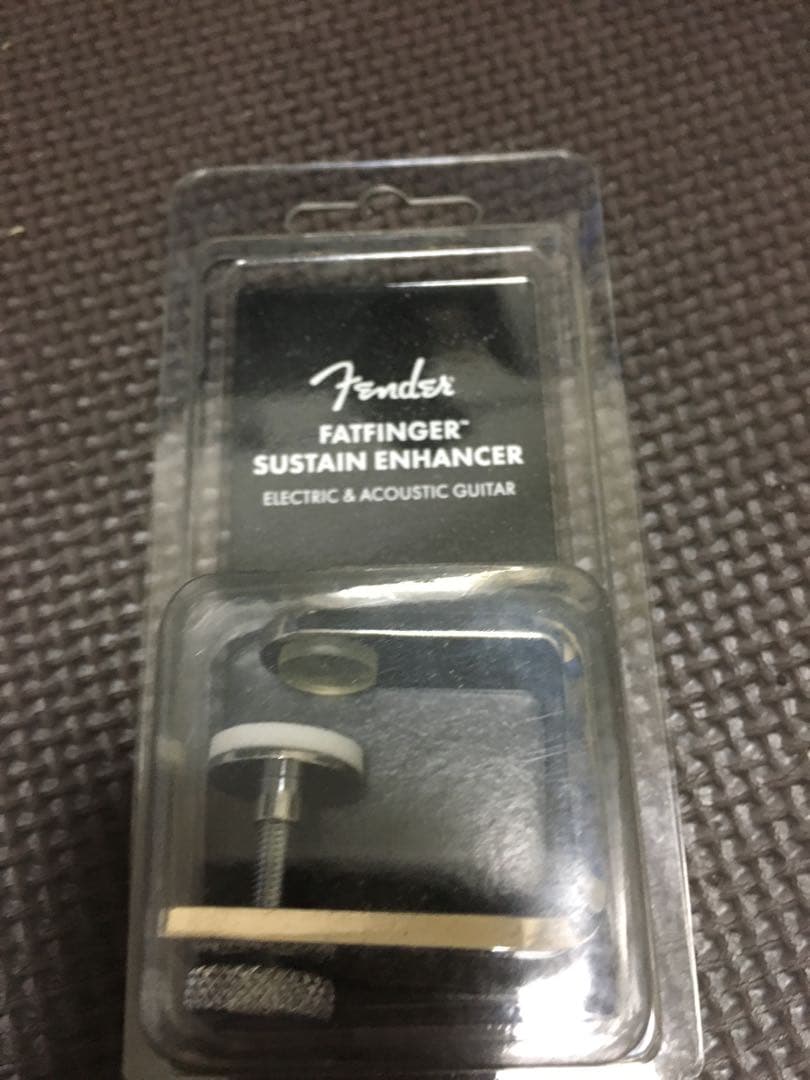 Fender
FATFINGER™
SUSTAIN ENHANCER
ELECTRIC & ACOUSTIC GUITAR